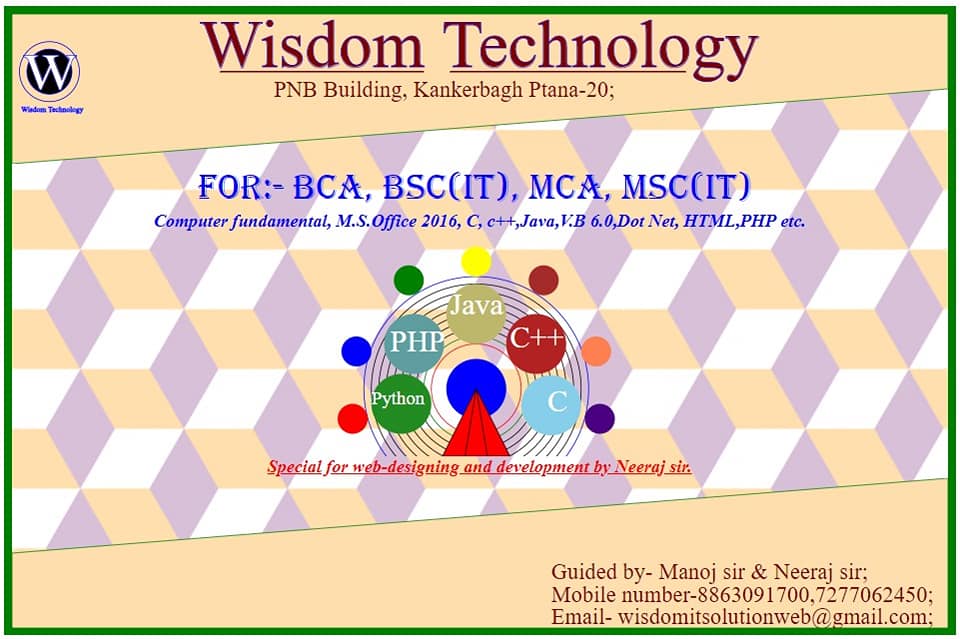 Wisdom Technology
PNB Building, Kankerbagh Ptana-20;
W
Wisdom Technology
FOR:- BCA, BSC(IT), MCA, MSC(IT)
Computer fundamental, M.S.Office 2016, C, c++,Java,V.B 6.0,Dot Net, HTML,PHP etc.
Java
PHP
C++
Python
C
Special for web-designing and development by Neeraj sir.
Guided by- Manoj sir & Neeraj sir;
Mobile number-8863091700,7277062450;
Email- wisdomitsolutionweb@gmail.com;